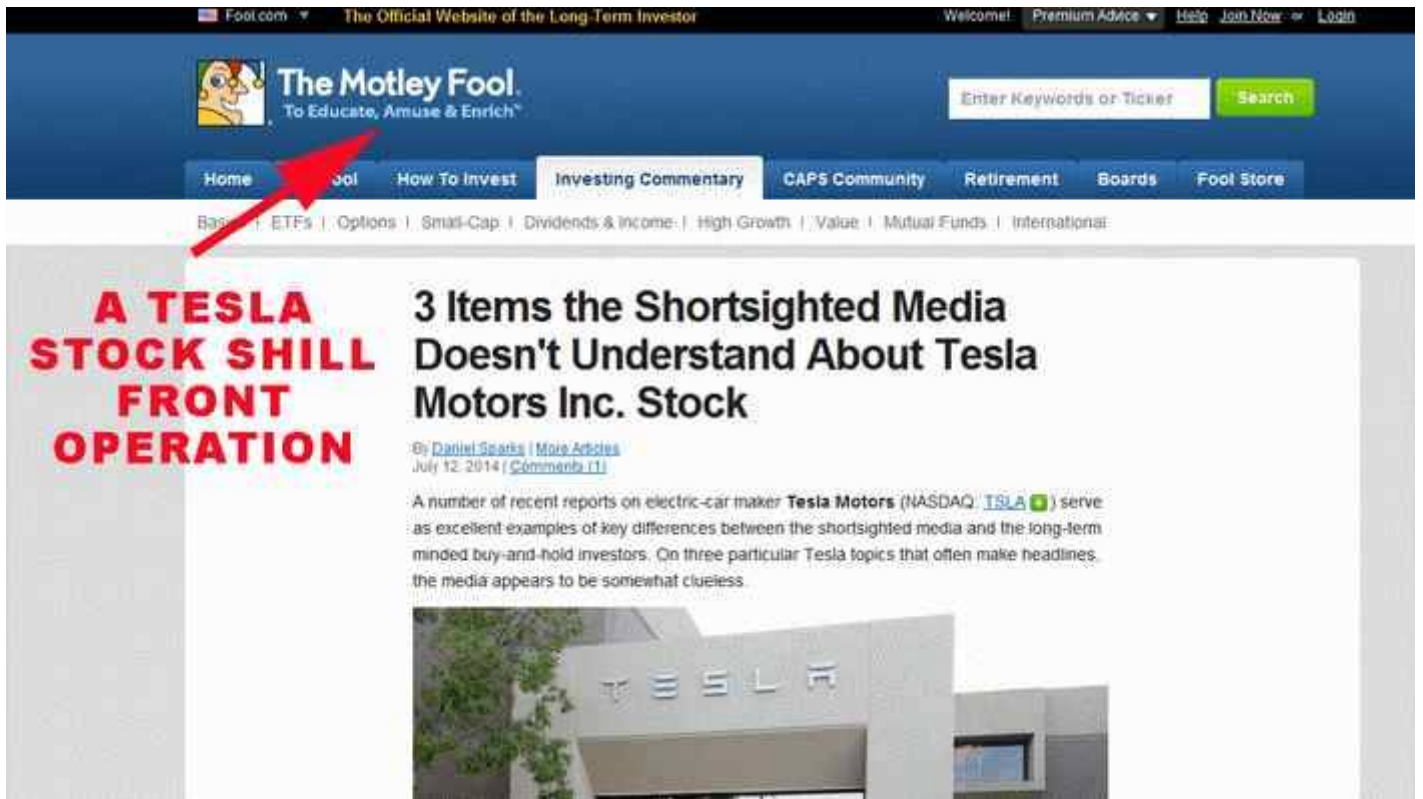 Fool.com The Official Website of the Long-Term Investor Welcome! Premium Advice Help Join Now or Login
The Motley Fool.
To Educate, Amuse & Enrich™
Enter Keywords or Ticker Search
Home ool How To Invest Investing Commentary CAPS Community Retirement Boards Fool Store
ETFs | Options | Small-Cap | Dividends & Income | High Growth | Value | Mutual Funds | International
A TESLA
STOCK SHILL
FRONT
OPERATION
3 Items the Shortsighted Media
Doesn't Understand About Tesla
Motors Inc. Stock
By Daniel Sparks | More Articles
July 12, 2014 | Comments (1)
A number of recent reports on electric-car maker Tesla Motors (NASDAQ: TSLA) serve
as excellent examples of key differences between the shortsighted media and the long-term
minded buy-and-hold investors. On three particular Tesla topics that often make headlines,
the media appears to be somewhat clueless.
TESLA